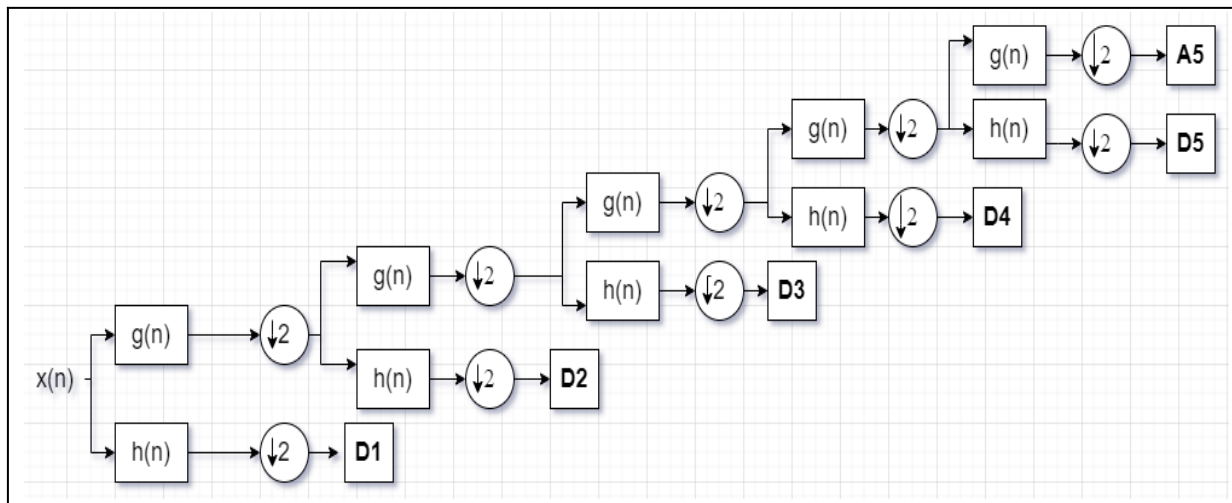 g(n) ↓2 A5
g(n) ↓2 h(n) ↓2 D5
g(n) ↓2 h(n) ↓2 D4
g(n) ↓2 h(n) ↓2 D3
g(n) ↓2 h(n) ↓2 D2
x(n)
h(n) ↓2 D1